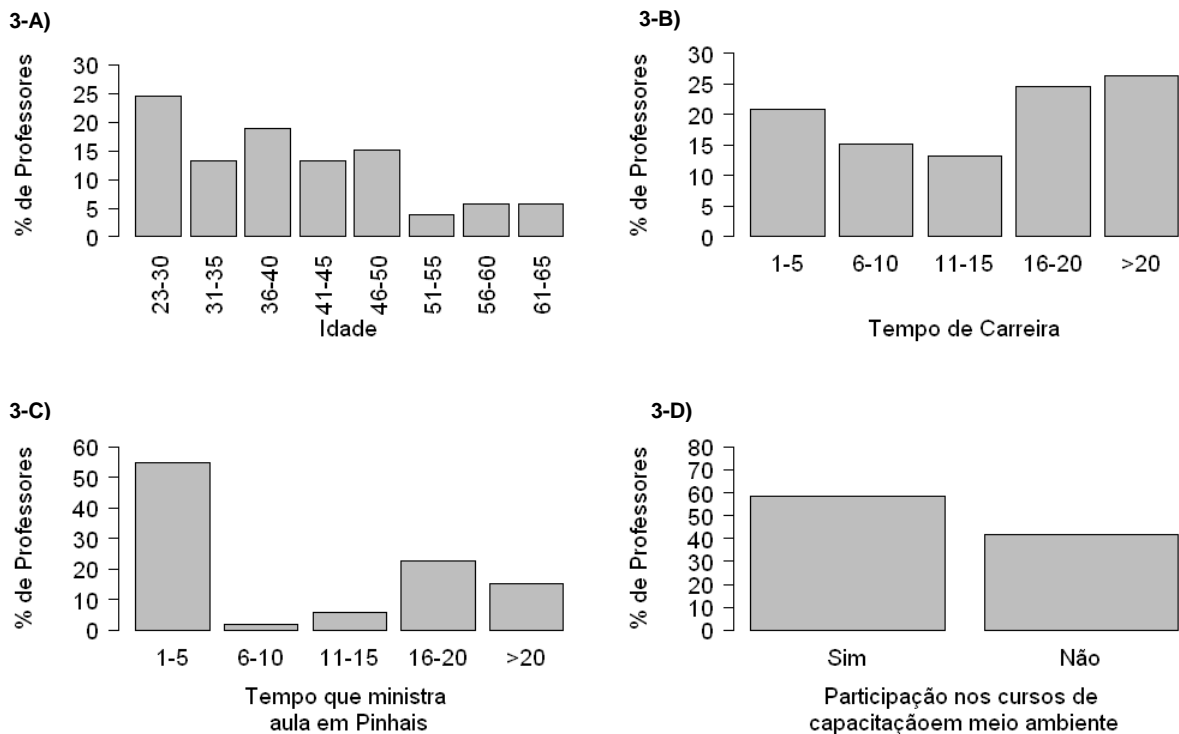 3-A)
% de Professores
30
25
20
15
10
5
0
23-30
31-35
36-40
41-45
46-50
51-55
56-60
61-65
Idade
3-B)
% de Professores
30
25
20
15
10
5
0
1-5 6-10 11-15 16-20 >20
Tempo de Carreira
3-C)
% de Professores
60
50
40
30
20
10
0
1-5 6-10 11-15 16-20 >20
Tempo que ministra
aula em Pinhais
3-D)
% de Professores
80
70
60
50
40
30
20
10
0
Sim Não
Participação nos cursos de
capacitaçãoem meio ambiente